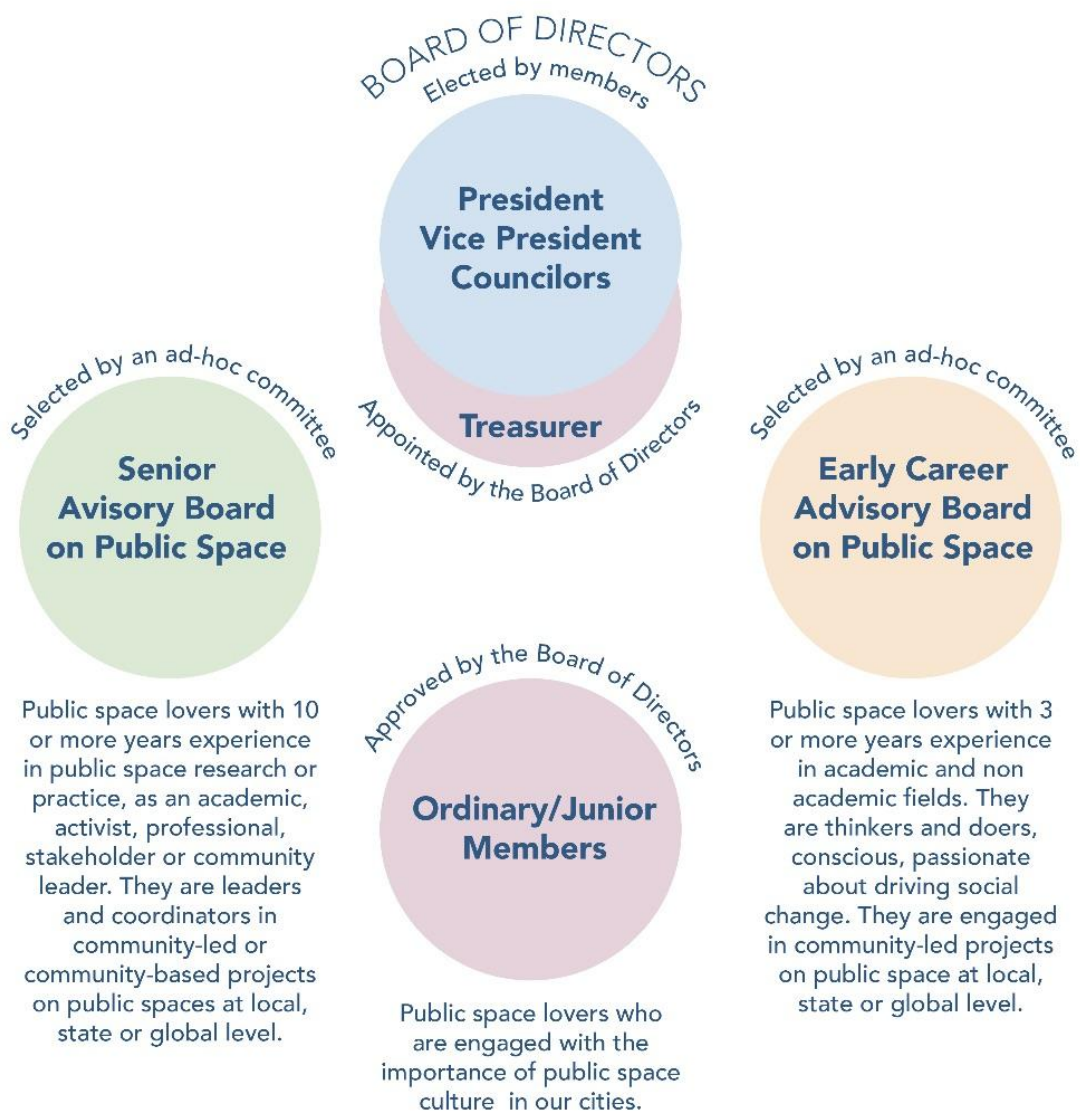 BOARD OF DIRECTORS
Elected by members
President
Vice President
Councilors
Treasurer
Appointed by the Board of Directors
Selected by an ad-hoc committee
Senior
Avisory Board
on Public Space
Public space lovers with 10
or more years experience
in public space research or
practice, as an academic,
activist, professional,
stakeholder or community
leader. They are leaders
and coordinators in
community-led or
community-based projects
on public spaces at local,
state or global level.
Approved by the Board of Directors
Ordinary/Junior
Members
Public space lovers who
are engaged with the
importance of public space
culture in our cities.
Selected by an ad-hoc committee
Early Career
Advisory Board
on Public Space
Public space lovers with 3
or more years experience
in academic and non
academic fields. They
are thinkers and doers,
conscious, passionate
about driving social
change. They are engaged
in community-led projects
on public space at local,
state or global level.